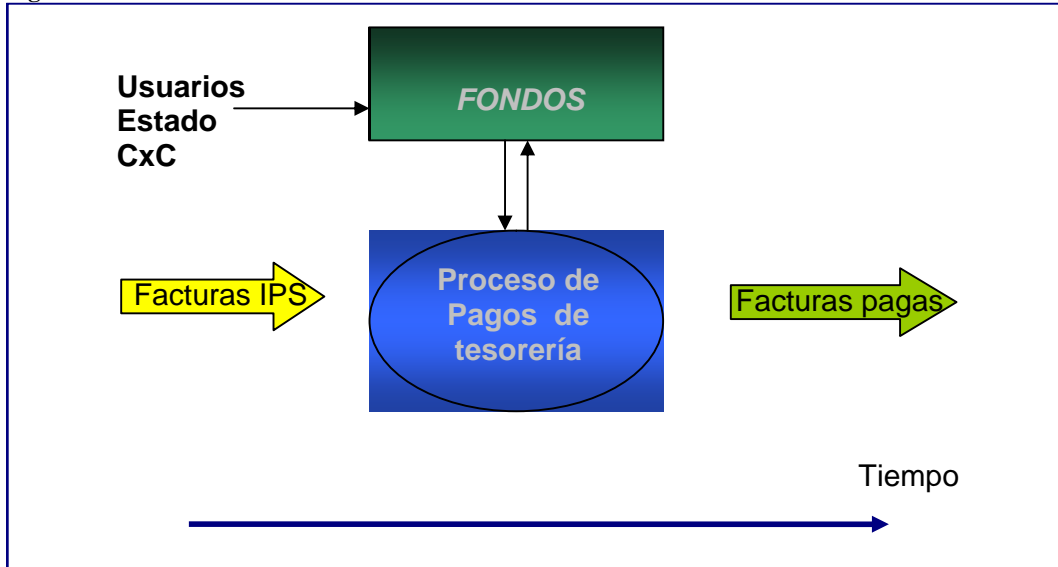 Usuarios
Estado
CxC
FONDOS
Facturas IPS
Proceso de
Pagos de
tesorería
Facturas pagas
Tiempo